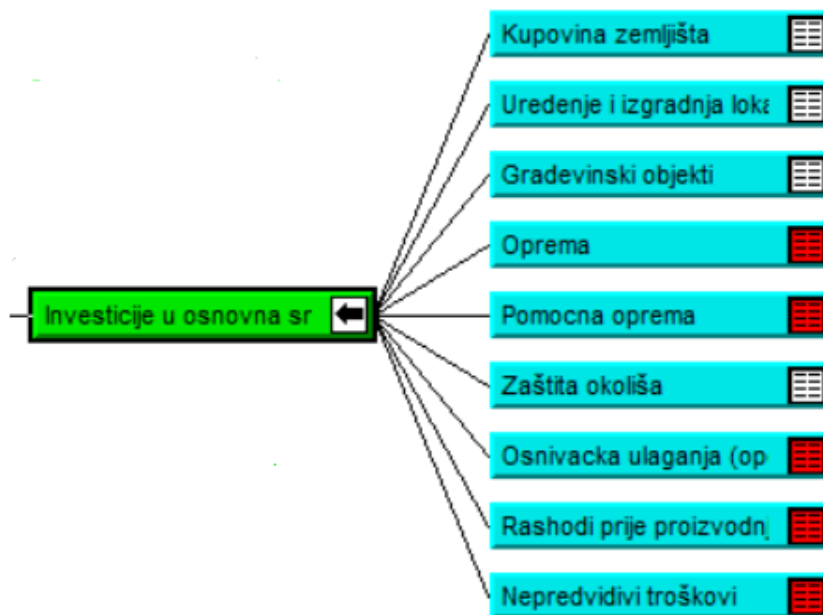 Kupovina zemljišta
Uredenje i izgradnja loka
Gradevinski objekti
Oprema
Investicije u osnovna sr
Pomocna oprema
Zaštita okoliša
Osnivacka ulaganja (op
Rashodi prije proizvodnj
Nepredvidivi troškovi